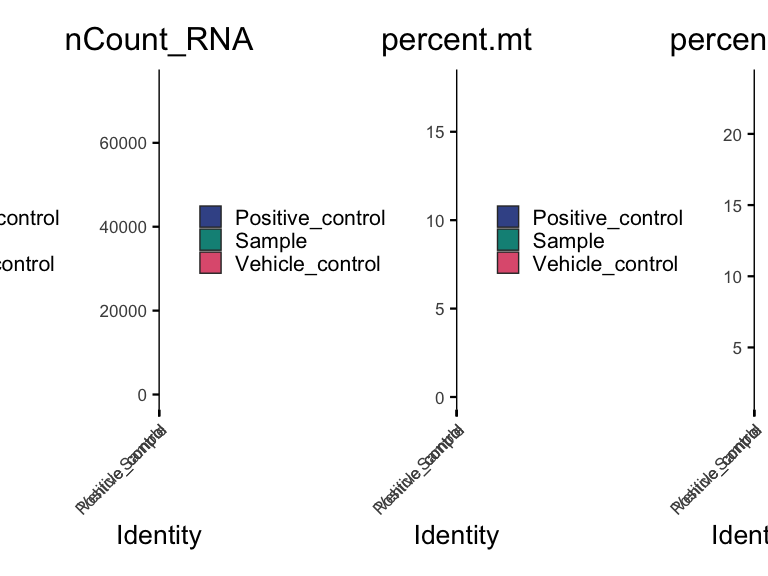 nCount_RNA
percent.mt
percen
60000
40000
20000
0
control
control
Positive_control
Sample
Vehicle_control
15
10
5
0
Positive_control
Sample
Vehicle_control
20
15
10
5
Identity
Identity
Ident